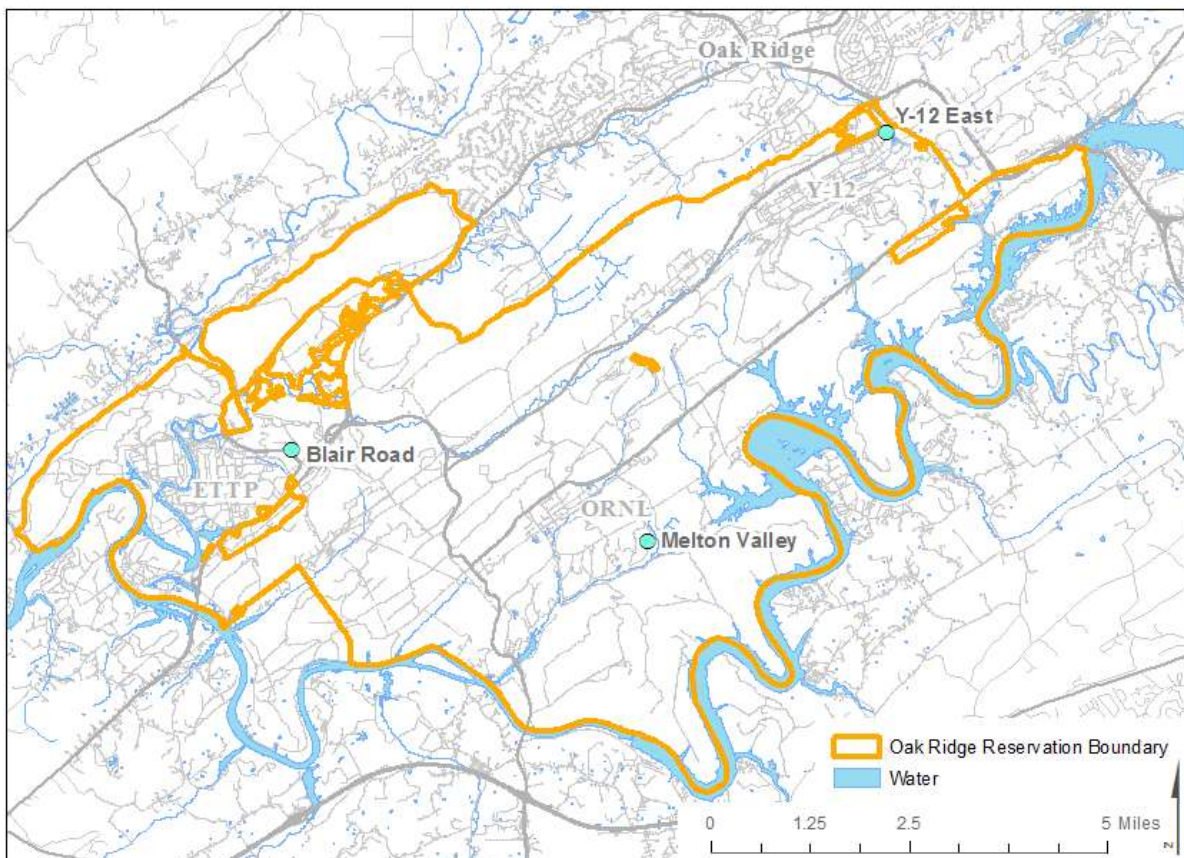 Oak Ridge
Y-12 East
Y-12
Blair Road
ETTP
ORNL
Melton Valley
Oak Ridge Reservation Boundary
Water
0 1.25 2.5 5 Miles
N